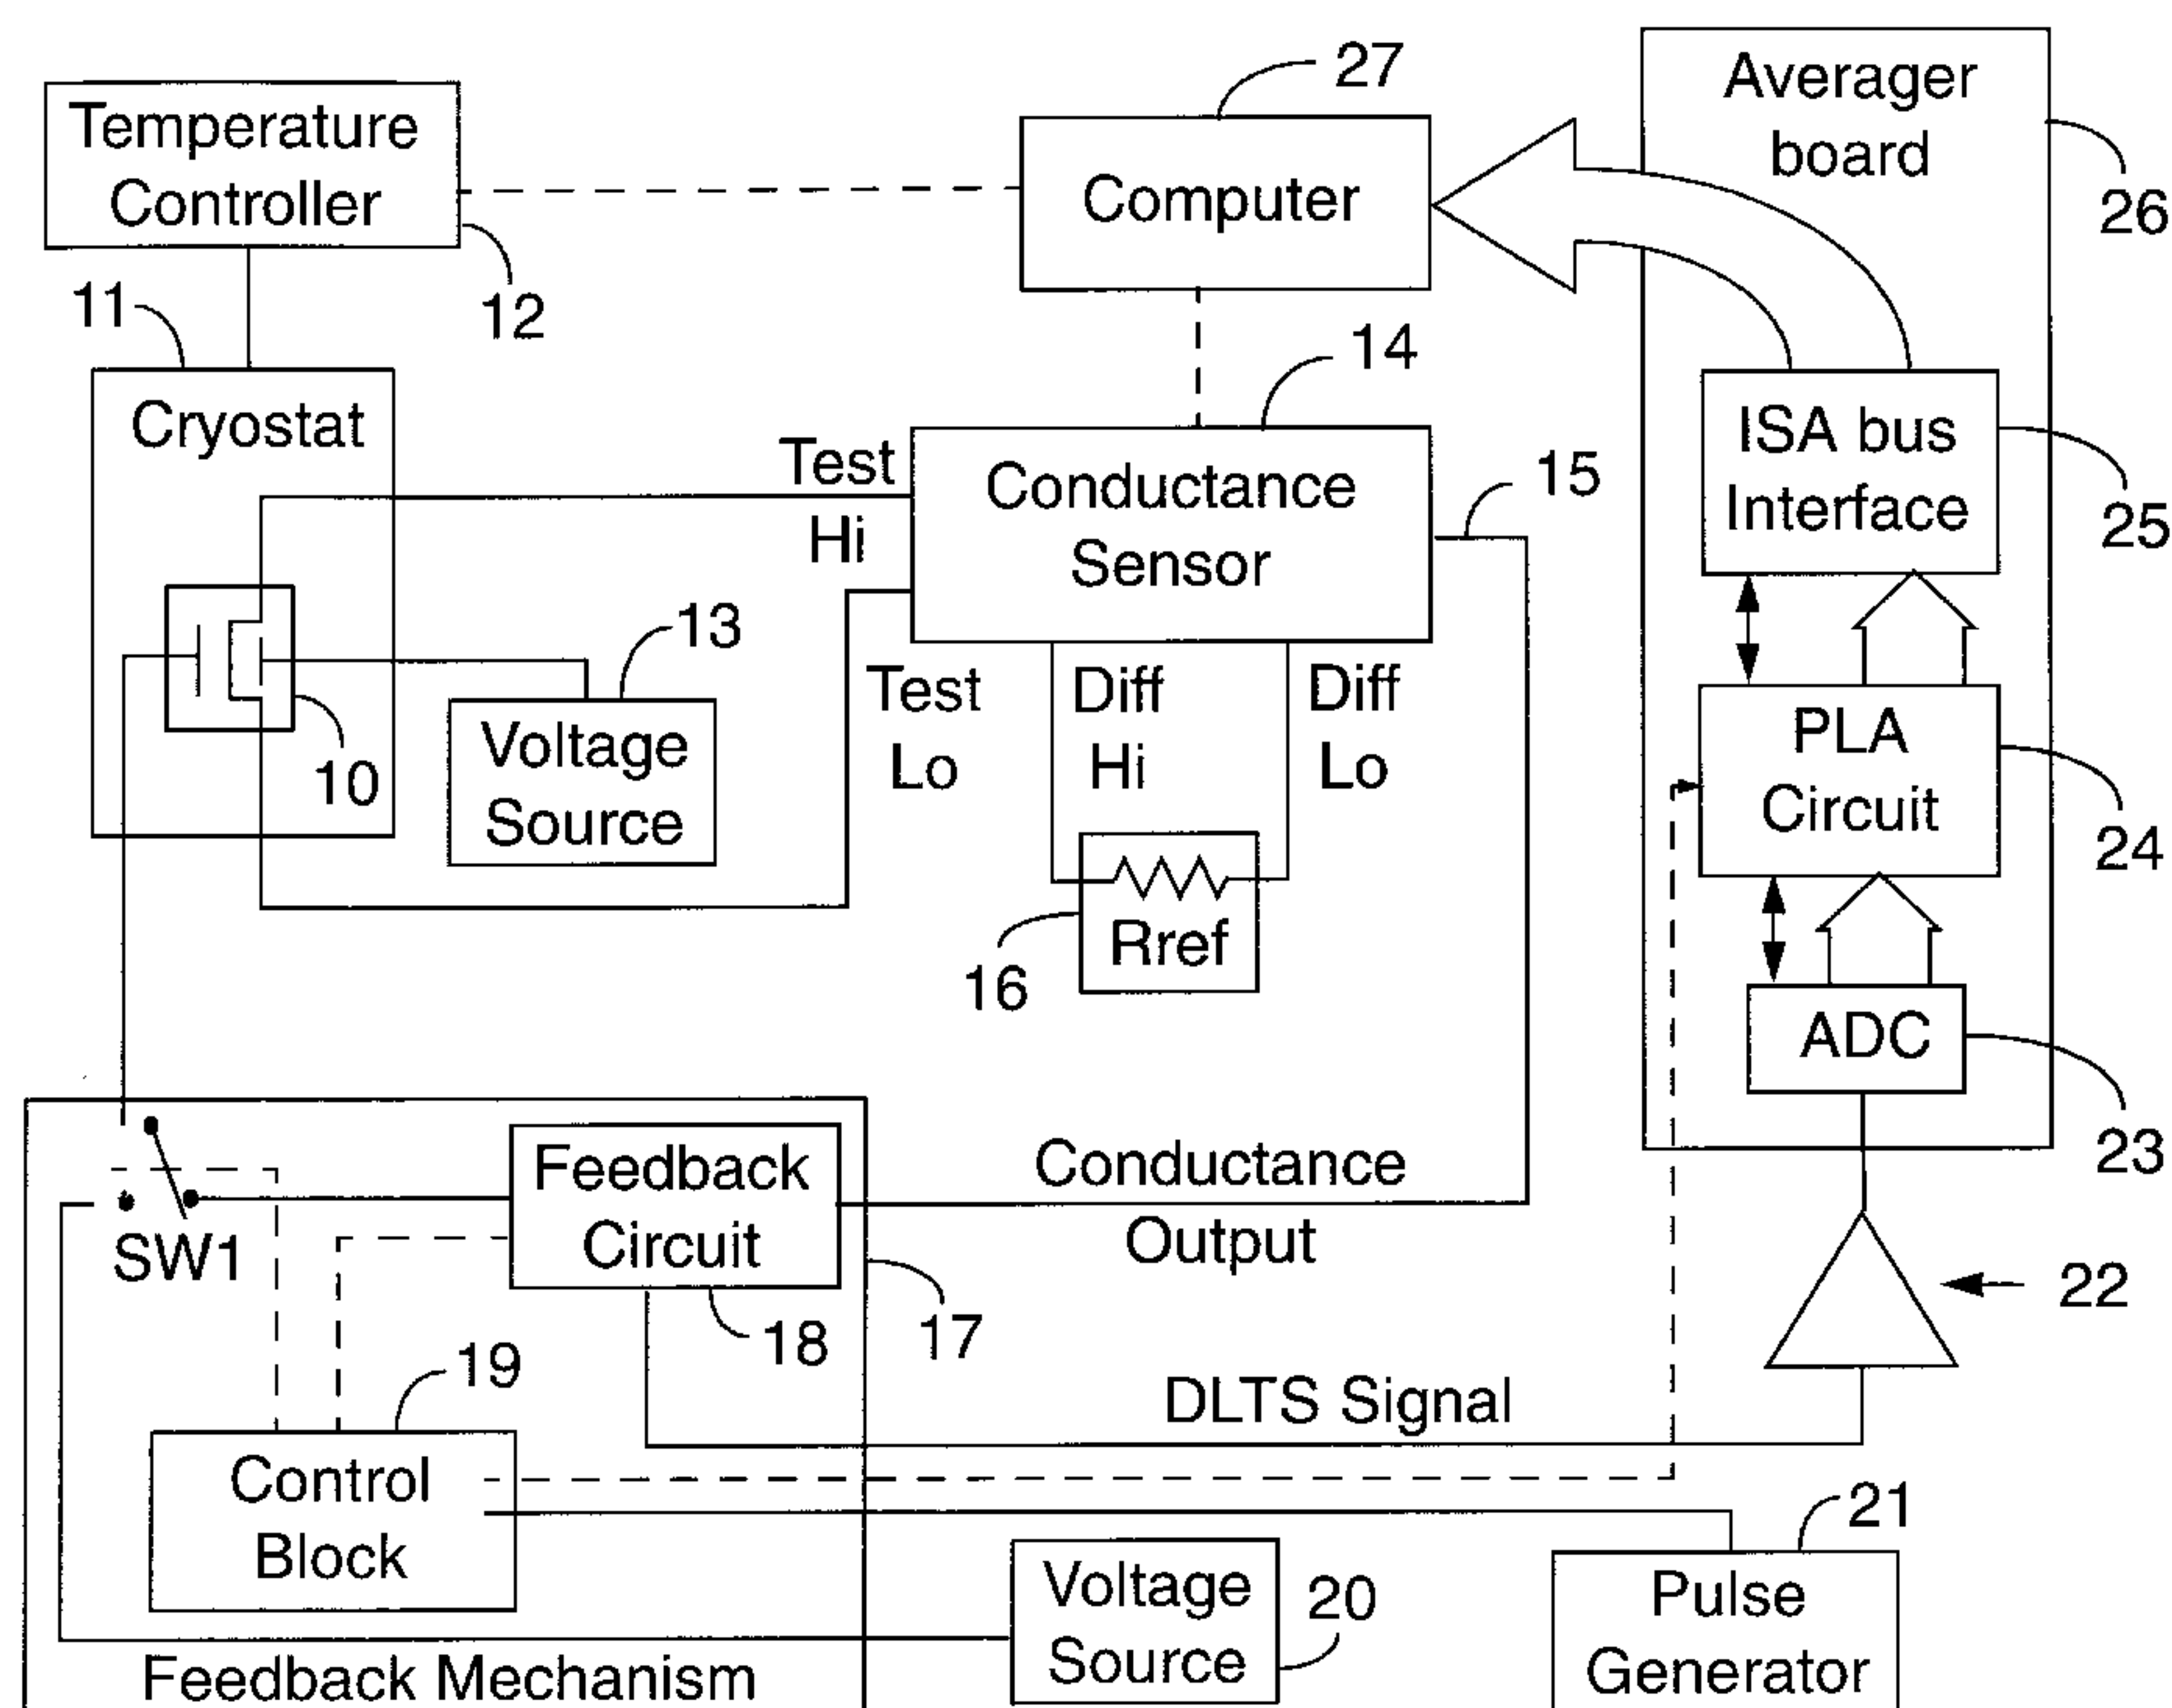 27
Averager
board
26
Temperature
Controller
12
Computer
11
Cryostat
14
15
Test
Hi
Conductance
Sensor
ISA bus
Interface
25
13
10
Voltage
Source
Test
Lo
Diff
Hi
Diff
Lo
PLA
Circuit
24
Rref
16
ADC
23
SW1
Feedback
Circuit
18
17
Conductance
Output
22
19
DLTS Signal
Control
Block
21
Voltage
Source
20
Pulse
Generator
Feedback Mechanism